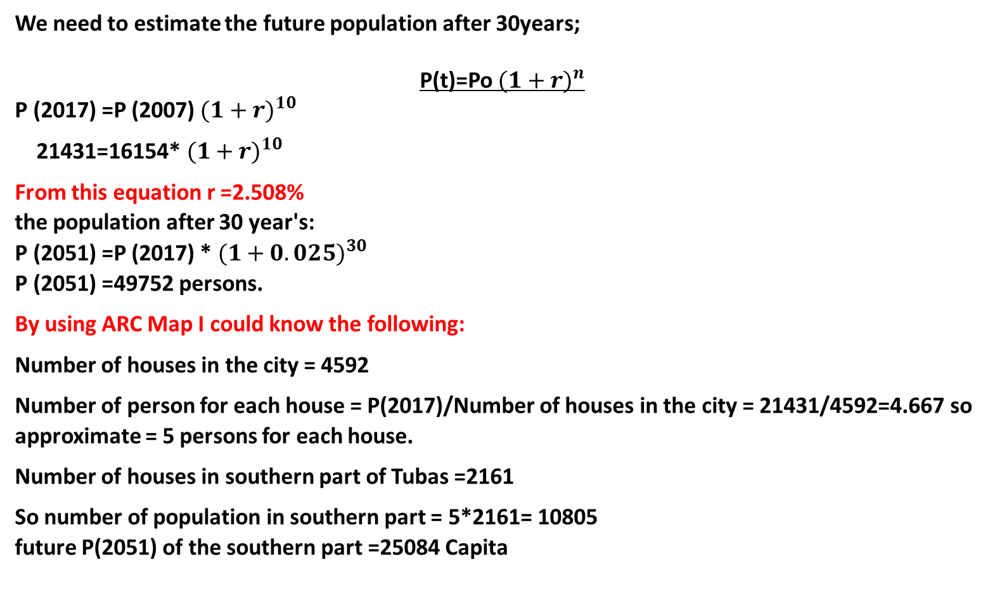 We need to estimate the future population after 30years;
P(t)=Po (1 + r)^n
P (2017) =P (2007) (1 + r)^10
21431=16154* (1 + r)^10
From this equation r =2.508%
the population after 30 year's:
P (2051) =P (2017) * (1 + 0.025)^30
P (2051) =49752 persons.
By using ARC Map I could know the following:
Number of houses in the city = 4592
Number of person for each house = P(2017)/Number of houses in the city = 21431/4592=4.667 so
approximate = 5 persons for each house.
Number of houses in southern part of Tubas =2161
So number of population in southern part = 5*2161= 10805
future P(2051) of the southern part =25084 Capita